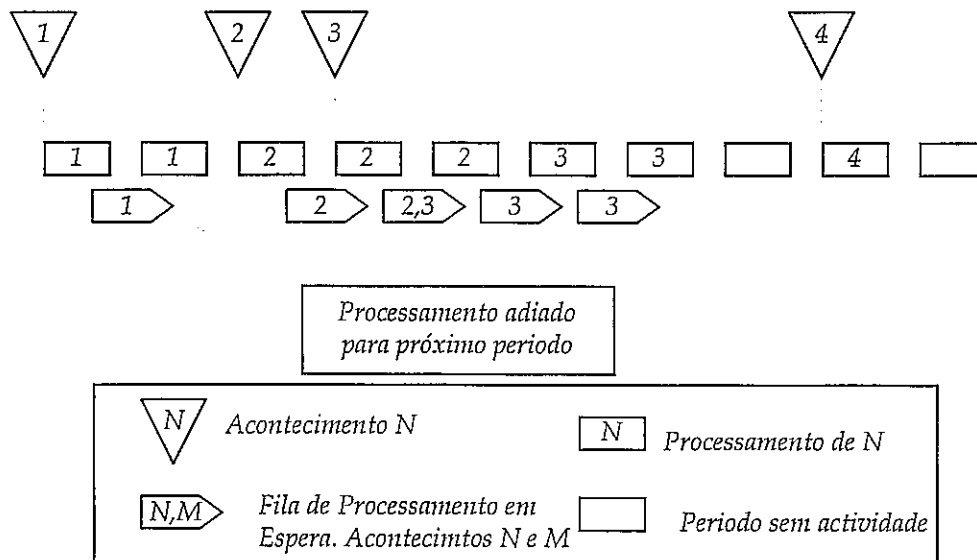 1 2 3 4
1 1 2 2 2 3 3 4
1 2 2,3 3 3
Processamento adiado
para próximo periodo
N Acontecimento N
N Processamento de N
N,M Fila de Processamento em
Espera. Acontecimtos N e M
Periodo sem actividade